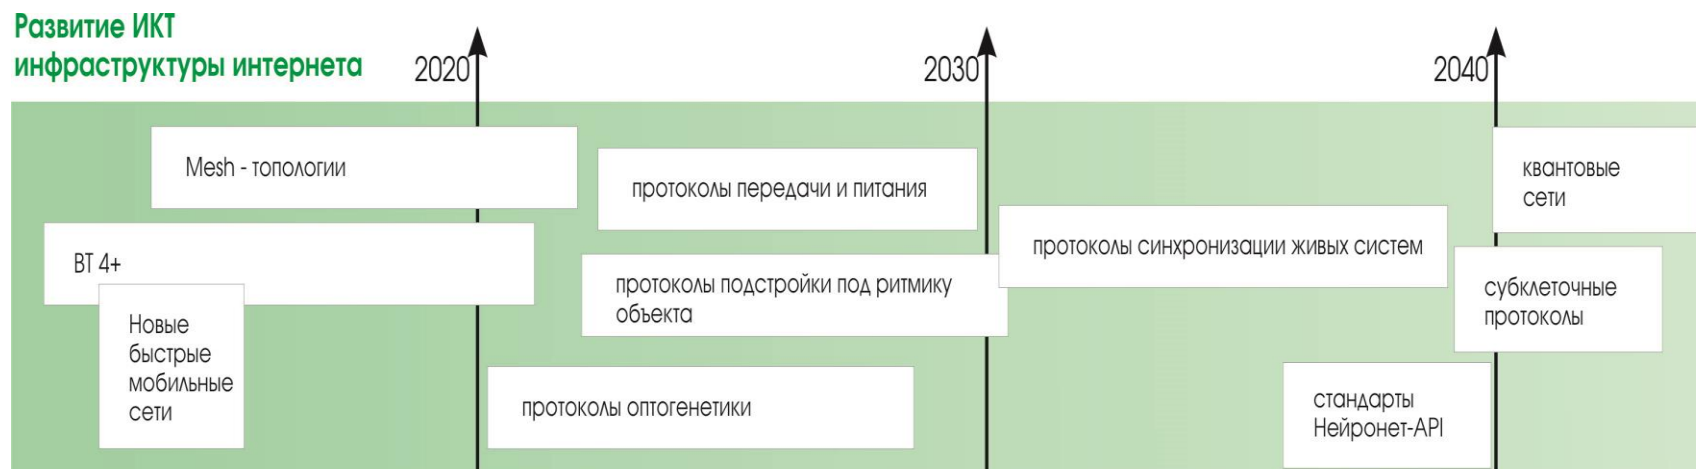 Развитие ИКТ
инфраструктуры интернета
2020
2030
2040
Mesh - топологии
протоколы передачи и питания
квантовые
сети
BT 4+
протоколы синхронизации живых систем
протоколы подстройки под ритмику
объекта
субклеточные
протоколы
Новые
быстрые
мобильные
сети
протоколы оптогенетики
стандарты
Нейронет-API